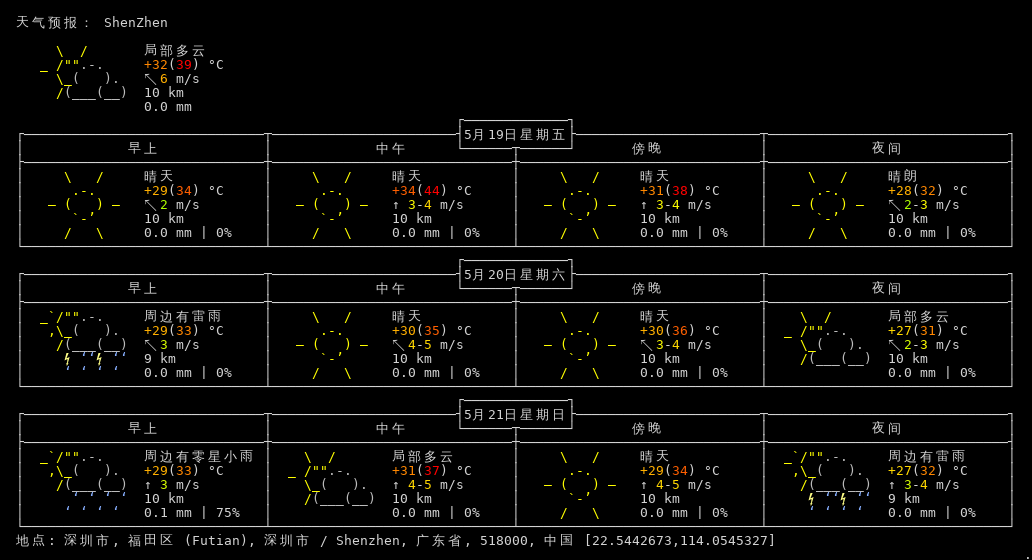 天气预报： ShenZhen
局部多云
+32(39) °C
↖6 m/s
10 km
0.0 mm
5月19日星期五
早上 中午 傍晚 夜间
晴天 晴天 晴天 晴朗
+29(34) °C +34(44) °C +31(38) °C +28(32) °C
↖2 m/s ↑ 3-4 m/s ↑ 3-4 m/s ↖2-3 m/s
10 km 10 km 10 km 10 km
0.0 mm | 0% 0.0 mm | 0% 0.0 mm | 0% 0.0 mm | 0%
5月20日星期六
早上 中午 傍晚 夜间
周边有雷雨 晴天 晴天 局部多云
+29(33) °C +30(35) °C +30(36) °C +27(31) °C
↖3 m/s ↖4-5 m/s ↖3-4 m/s ↖2-3 m/s
9 km 10 km 10 km 10 km
0.0 mm | 0% 0.0 mm | 0% 0.0 mm | 0% 0.0 mm | 0%
5月21日星期日
早上 中午 傍晚 夜间
周边有零星小雨 局部多云 晴天 周边有雷雨
+29(33) °C +31(37) °C +29(34) °C +27(32) °C
↑ 3 m/s ↑ 4-5 m/s ↑ 4-5 m/s ↑ 3-4 m/s
10 km 10 km 10 km 9 km
0.1 mm | 75% 0.0 mm | 0% 0.0 mm | 0% 0.0 mm | 0%
地点: 深圳市, 福田区 (Futian), 深圳市 / Shenzhen, 广东省, 518000, 中国 [22.5442673,114.0545327]